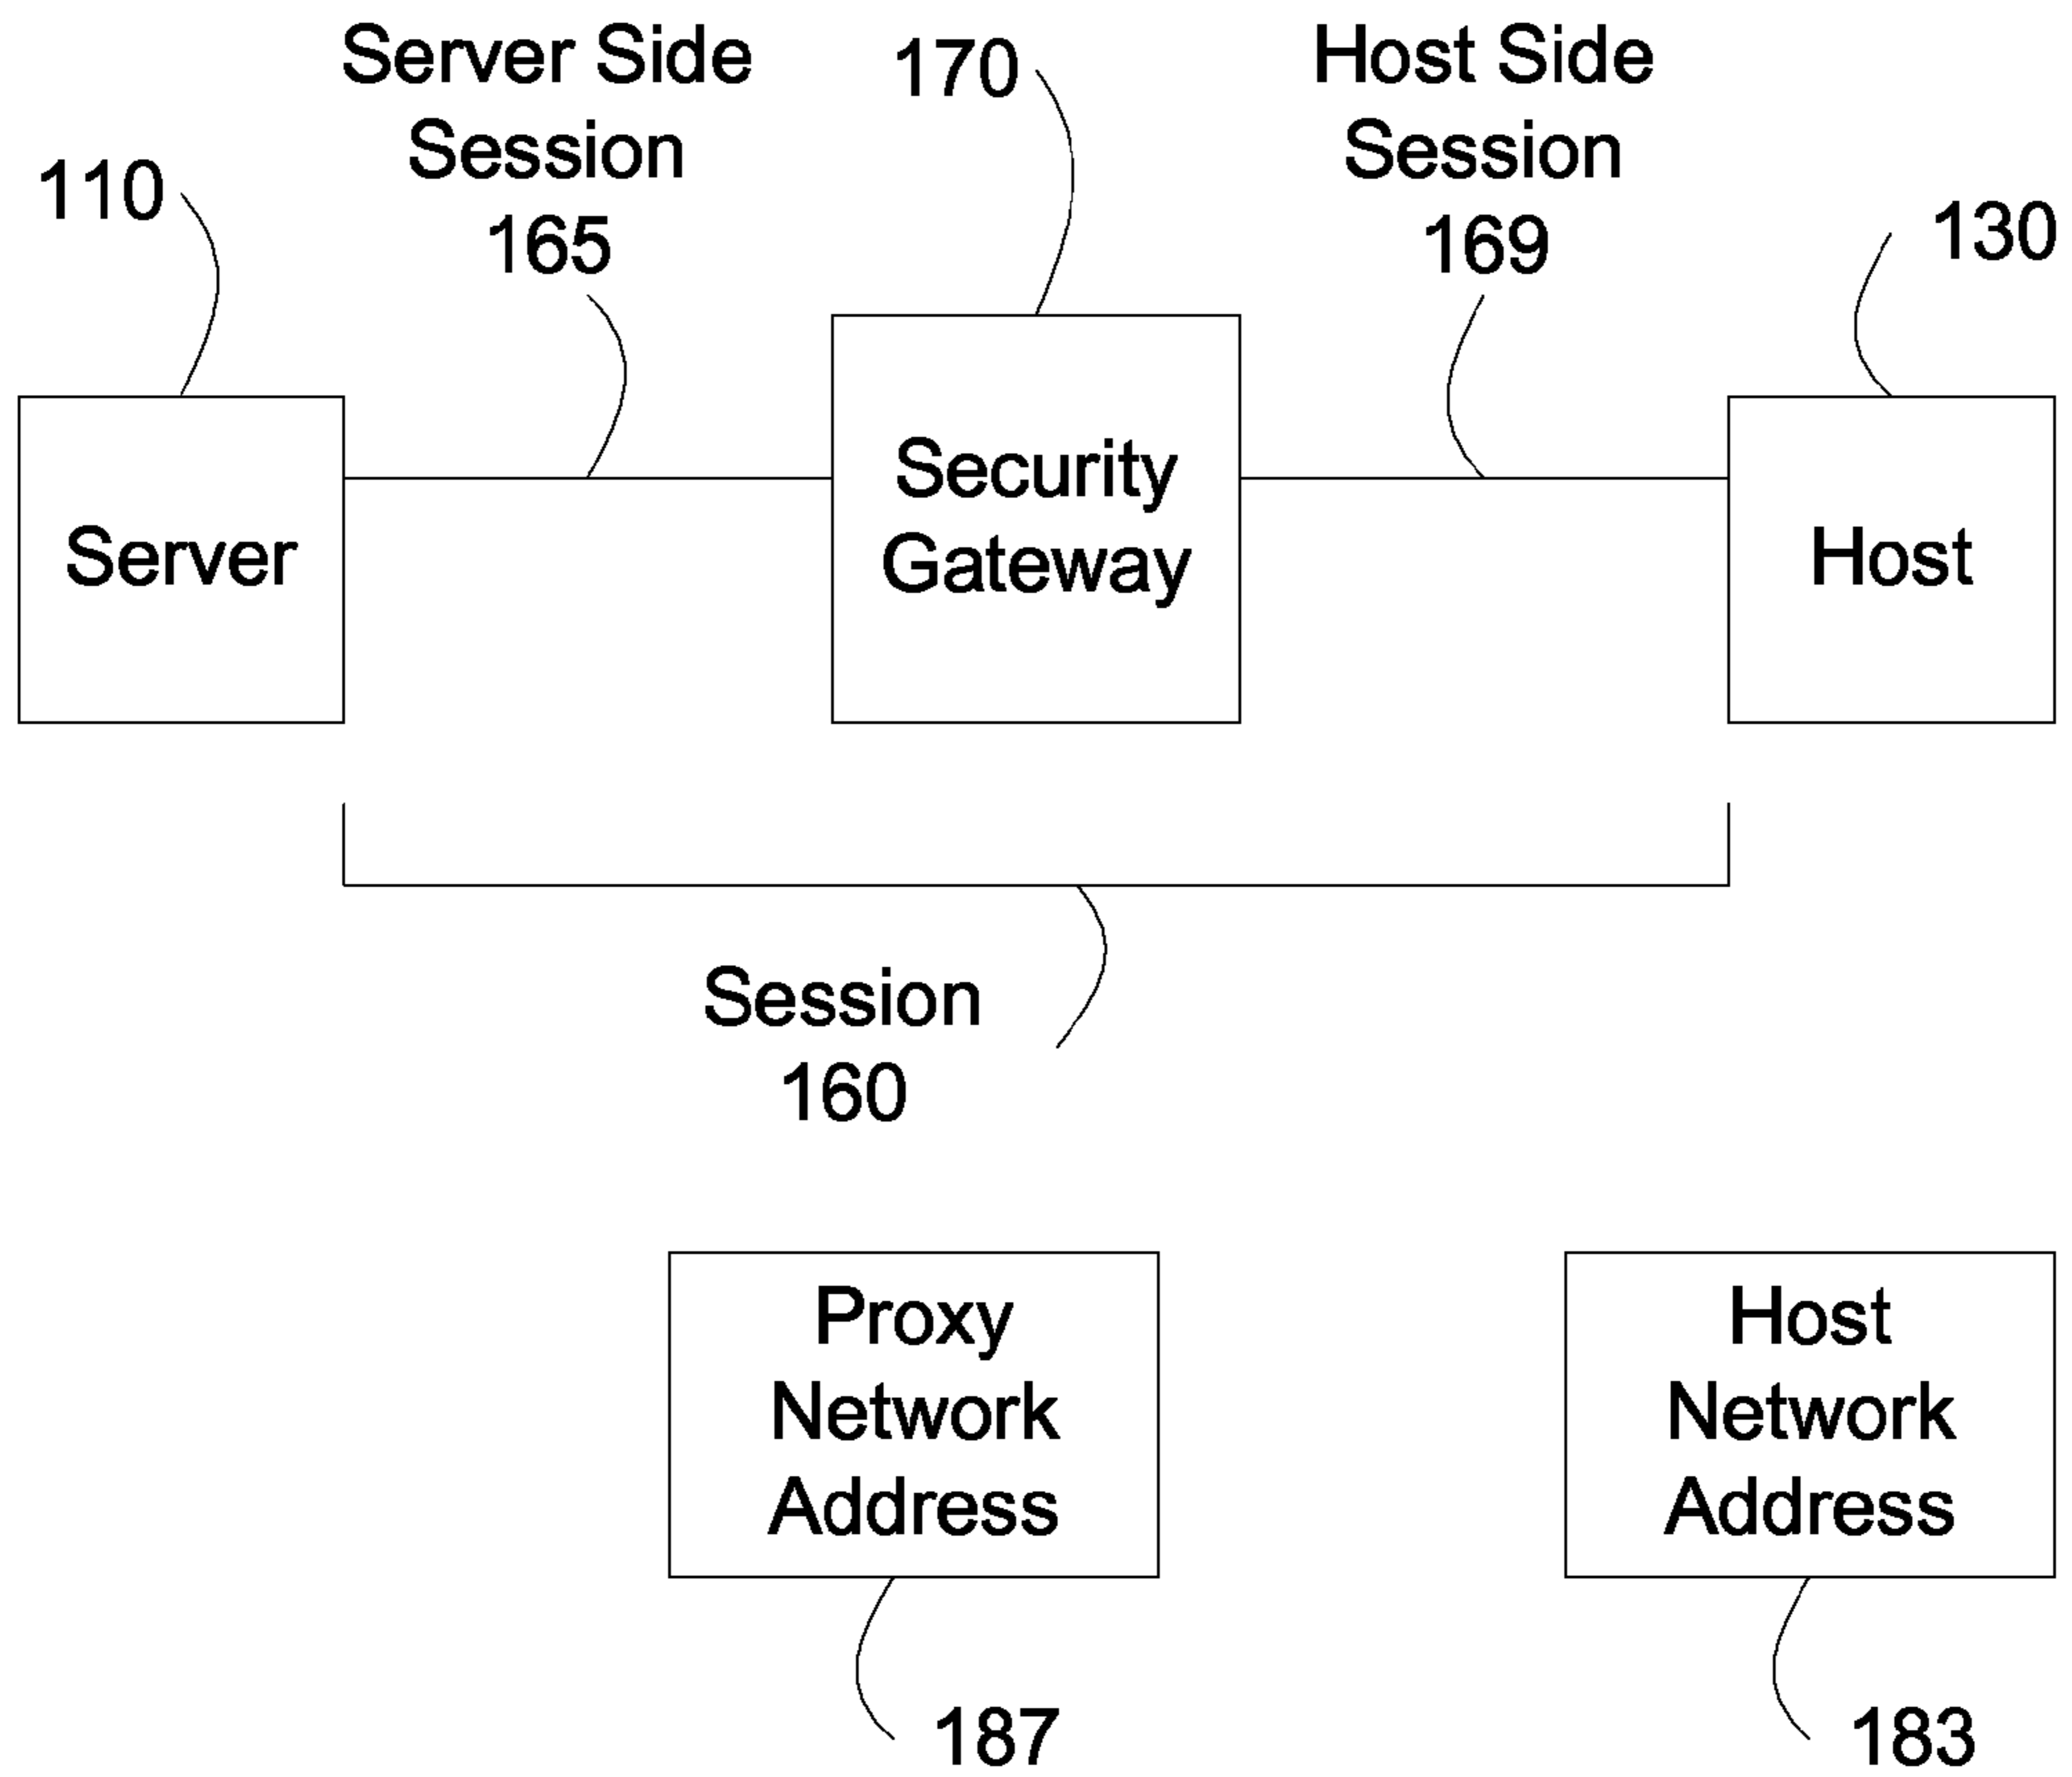 Server Side
Session
165
170
Host Side
Session
169
110
130
Server
Security
Gateway
Host
Session
160
Proxy
Network
Address
Host
Network
Address
187
183